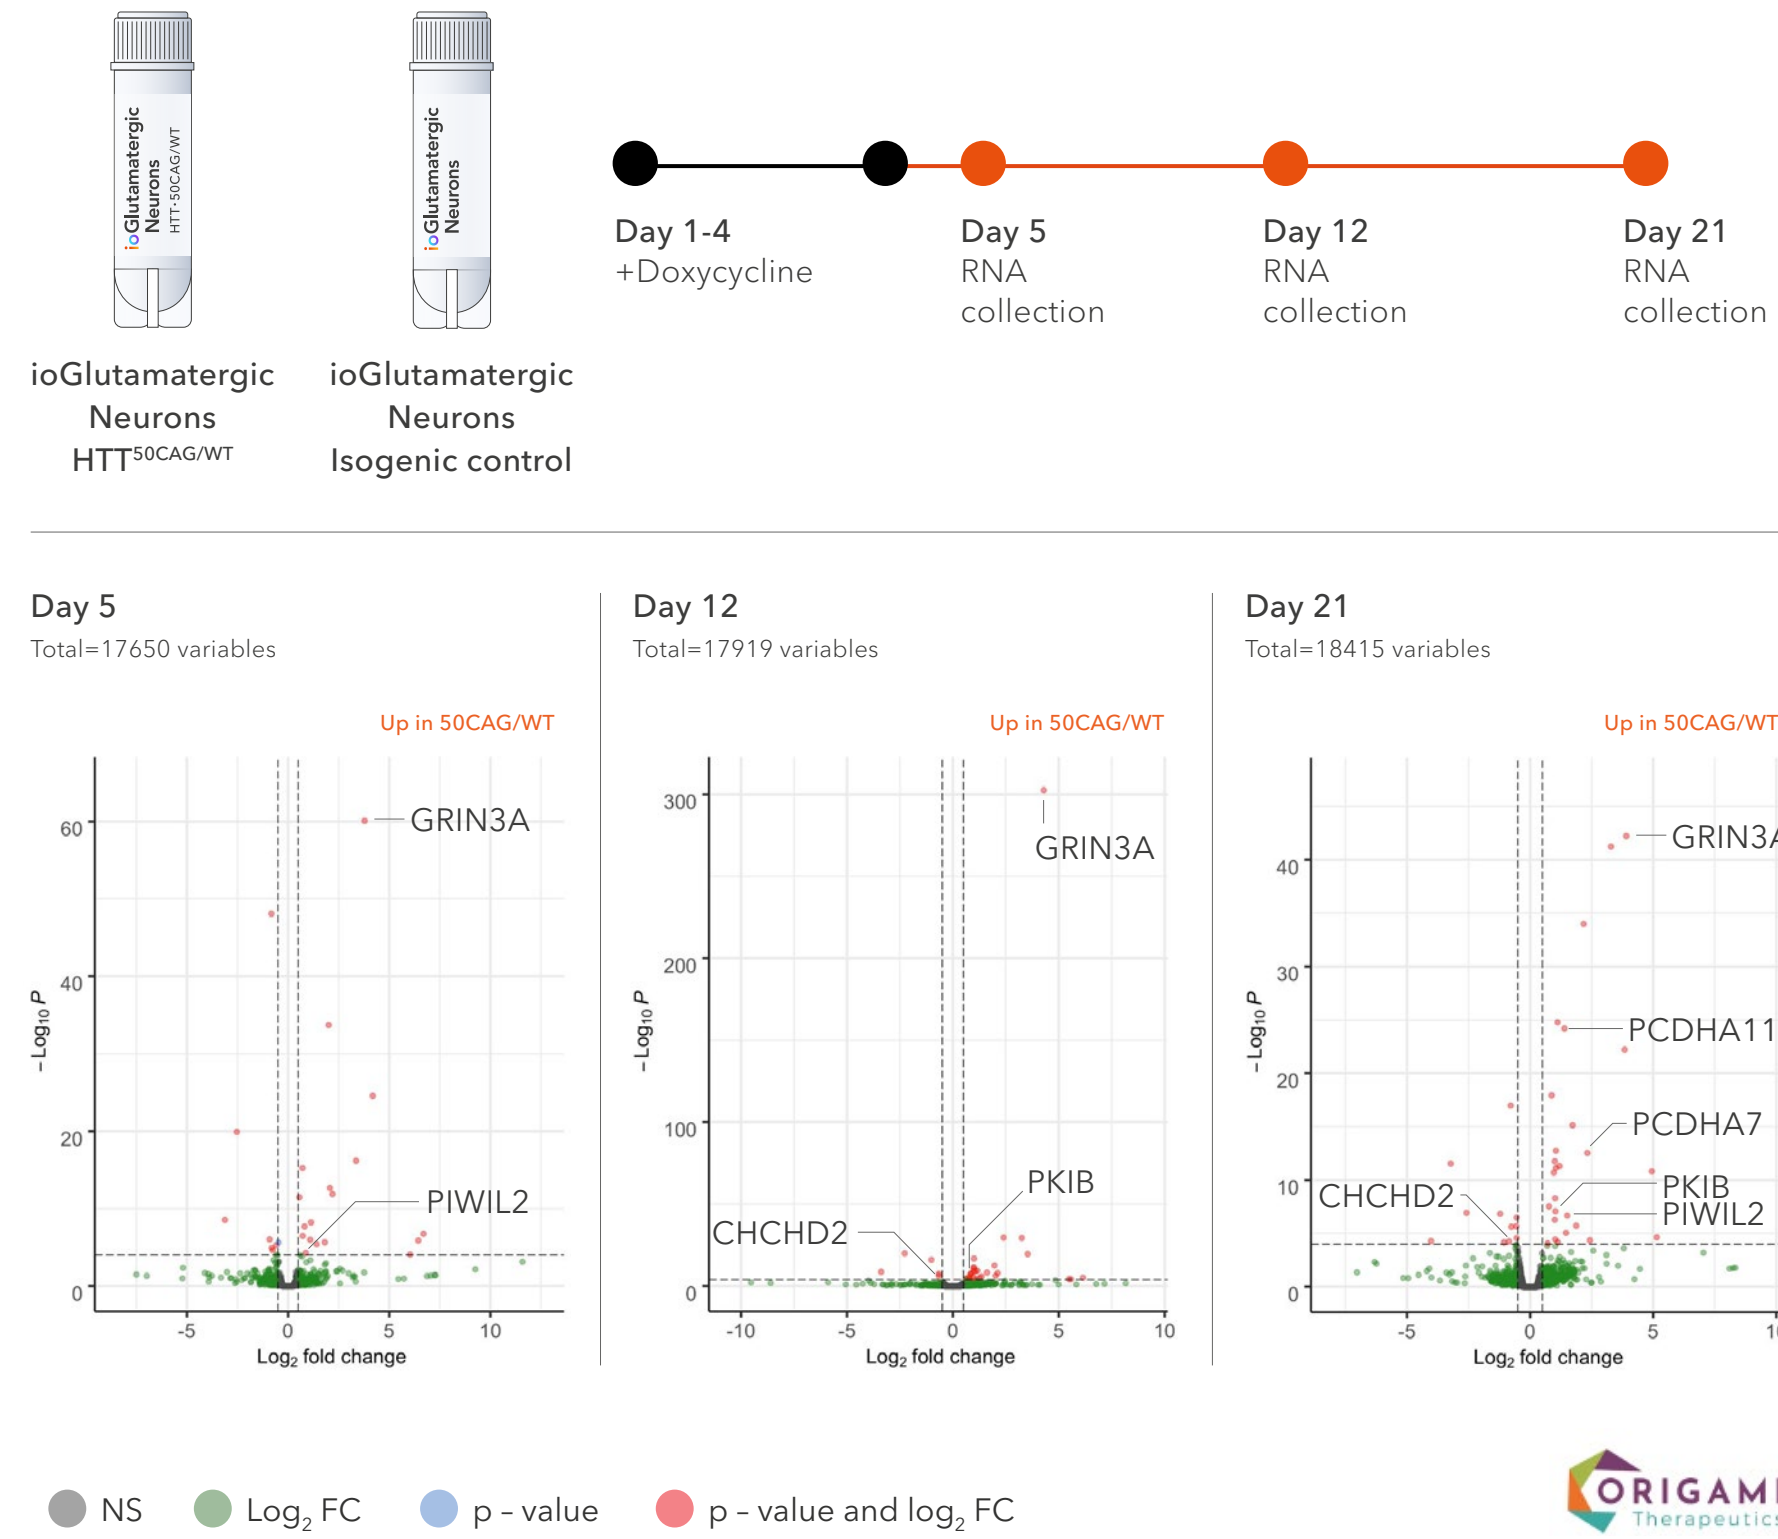 ioGlutamatergic
Neurons
HTT·50CAG/WT
ioGlutamatergic
Neurons
ioGlutamatergic
Neurons
HTT50CAG/WT
ioGlutamatergic
Neurons
Isogenic control
Day 1-4
+Doxycycline
Day 5
RNA
collection
Day 12
RNA
collection
Day 21
RNA
collection
Day 5
Total=17650 variables
Up in 50CAG/WT
GRIN3A
PIWIL2
60
40
20
0
-Log10 P
-5 0 5 10
Log2 fold change
Day 12
Total=17919 variables
Up in 50CAG/WT
GRIN3A
PKIB
CHCHD2
300
200
100
0
-Log10 P
-10 -5 0 5 10
Log2 fold change
Day 21
Total=18415 variables
Up in 50CAG/WT
GRIN3A
PCDHA11
PCDHA7
PKIB
PIWIL2
CHCHD2
40
30
20
10
0
-Log10 P
-5 0 5 10
Log2 fold change
NS
Log2 FC
p – value
p – value and log2 FC
ORIGAMI
Therapeutics